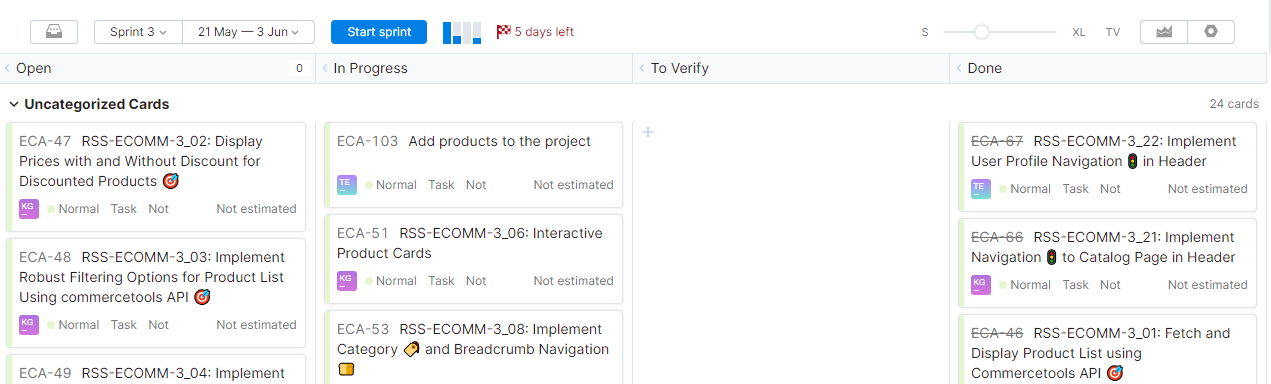 Sprint 3 21 May — 3 Jun Start sprint 5 days left S XL TV
Open 0 In Progress To Verify Done
Uncategorized Cards 24 cards
ECA-47 RSS-ECOMM-3_02: Display
Prices with and Without Discount for
Discounted Products
KG Normal Task Not Not estimated
ECA-48 RSS-ECOMM-3_03: Implement
Robust Filtering Options for Product List
Using commercetools API
KG Normal Task Not Not estimated
ECA-49 RSS-ECOMM-3_04: Implement
ECA-103 Add products to the project
TE Normal Task Not Not estimated
ECA-51 RSS-ECOMM-3_06: Interactive
Product Cards
KG Normal Task Not Not estimated
ECA-53 RSS-ECOMM-3_08: Implement
Category and Breadcrumb Navigation
ECA-67 RSS-ECOMM-3_22: Implement
User Profile Navigation in Header
TE Normal Task Not Not estimated
ECA-66 RSS-ECOMM-3_21: Implement
Navigation to Catalog Page in Header
KG Normal Task Not Not estimated
ECA-46 RSS-ECOMM-3_01: Fetch and
Display Product List using
Commercetools API